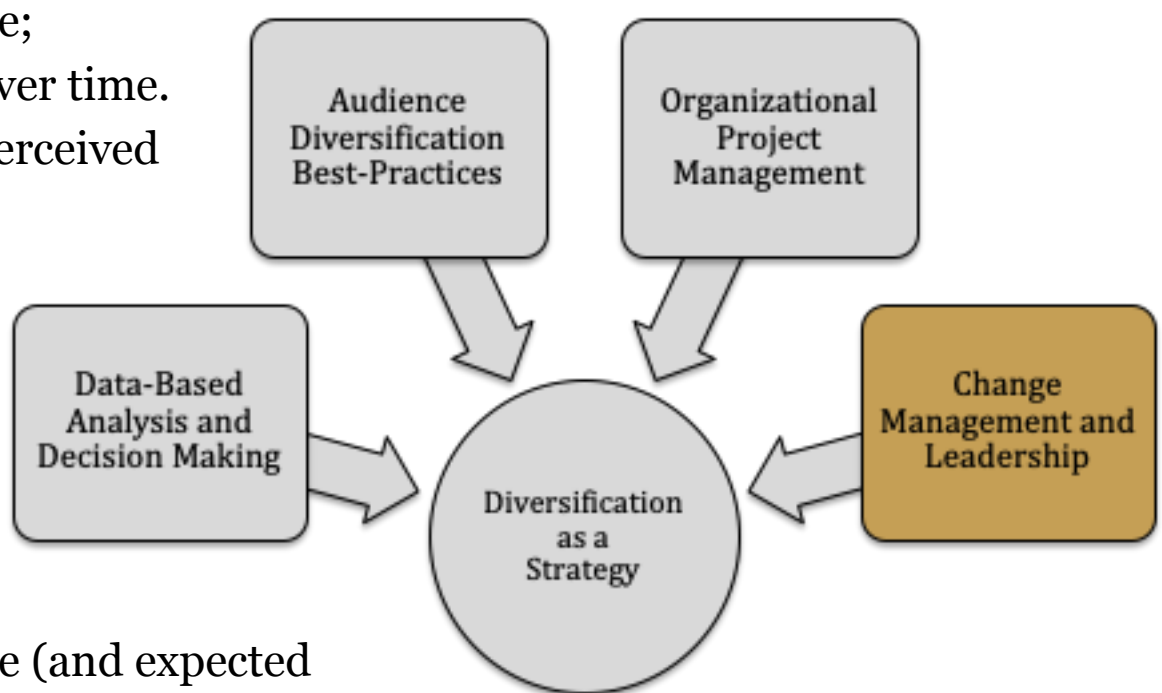 e;
ver time.
erceived
Audience
Diversification
Best-Practices
Organizational
Project
Management
Data-Based
Analysis and
Decision Making
Change
Management and
Leadership
Diversification
as a
Strategy
e (and expected